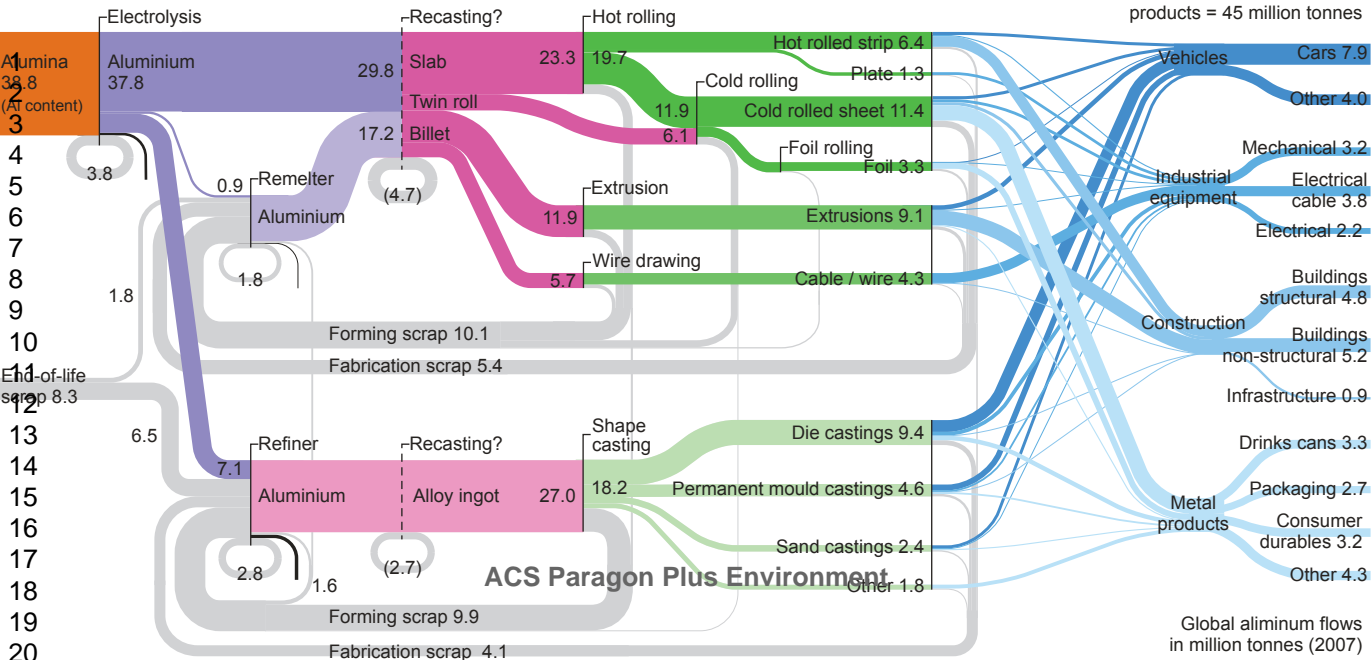 Electrolysis
Recasting?
Hot rolling
products = 45 million tonnes
1
Alumina
38.8
(Al content)
2
3
4
5
6
7
8
9
10
11
12
13
14
15
16
17
18
19
20
Aluminium
37.8
29.8
Slab
23.3
19.7
Hot rolled strip 6.4
Plate 1.3
Vehicles
Cars 7.9
Other 4.0
Twin roll
Cold rolling
11.9
Cold rolled sheet 11.4
17.2
Billet
6.1
Foil rolling
Foil 3.3
Mechanical 3.2
3.8
0.9
Remelter
Aluminium
(4.7)
Extrusion
11.9
Extrusions 9.1
Industrial
equipment
Electrical
cable 3.8
Electrical 2.2
Wire drawing
5.7
Cable / wire 4.3
1.8
1.8
Buildings
structural 4.8
Construction
Buildings
non-structural 5.2
Forming scrap 10.1
Fabrication scrap 5.4
End-of-life
scrap 8.3
Infrastructure 0.9
6.5
Refiner
Recasting?
Shape
casting
Die castings 9.4
Drinks cans 3.3
7.1
Aluminium
Alloy ingot
27.0
18.2
Permanent mould castings 4.6
Metal
products
Packaging 2.7
Consumer
durables 3.2
Sand castings 2.4
2.8
1.6
(2.7)
ACS Paragon Plus Environment
Other 1.8
Other 4.3
Forming scrap 9.9
Fabrication scrap 4.1
Global aliminum flows
in million tonnes (2007)